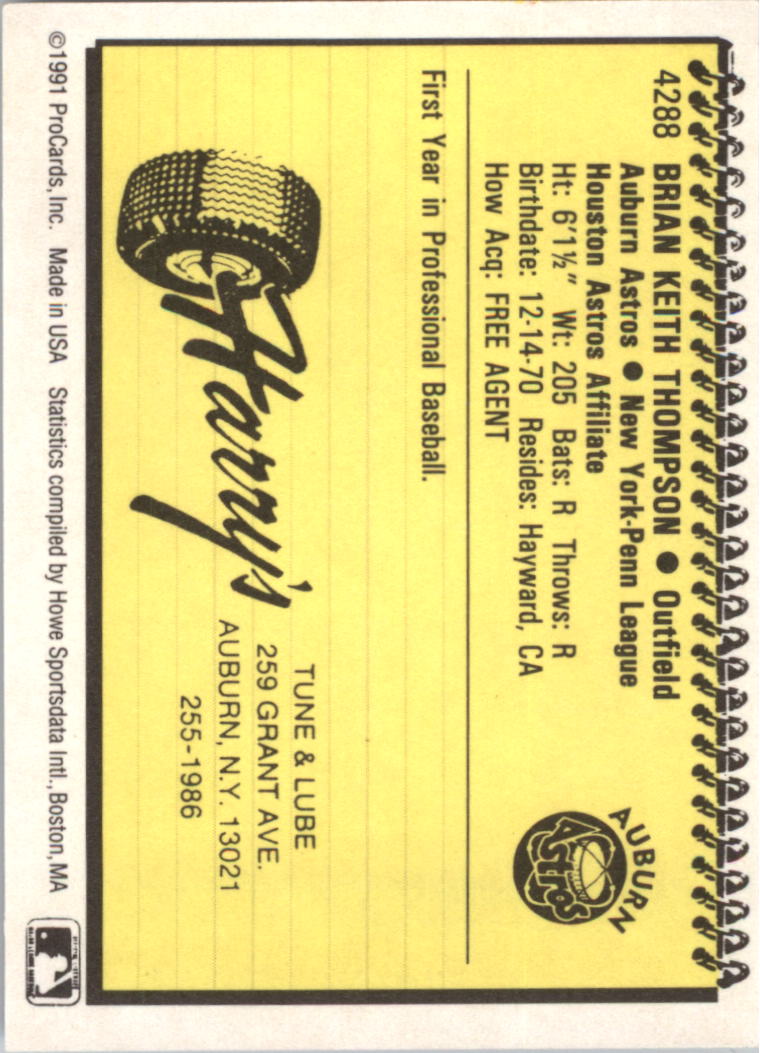 4288 BRIAN KEITH THOMPSON ● Outfield
Auburn Astros ● New York-Penn League
Houston Astros Affiliate
Ht: 6'1½" Wt: 205 Bats: R Throws: R
Birthdate: 12-14-70 Resides: Hayward, CA
How Acq: FREE AGENT
AUBURN
Astros
First Year in Professional Baseball.
Harry's
TUNE & LUBE
259 GRANT AVE.
AUBURN, N.Y. 13021
255-1986
©1991 ProCards, Inc. Made in USA Statistics compiled by Howe Sportsdata Intl., Boston, MA